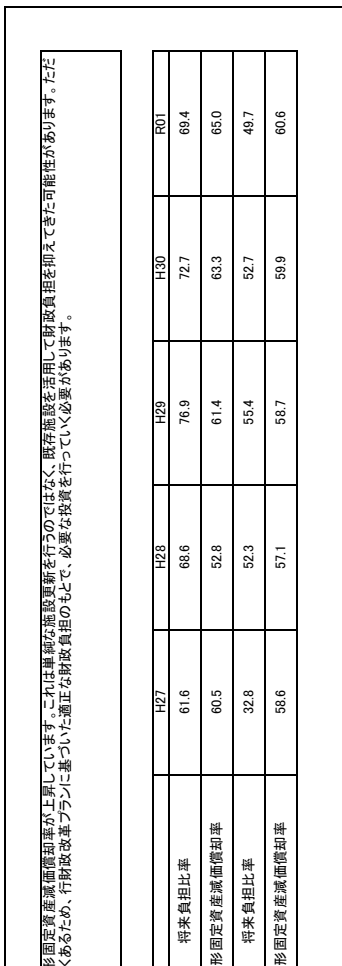 形固定資産減価償却率が上昇しています。これは単純な施設更新を行うのではなく、既存施設を活用して財政負担を抑えてきた可能性があります。ただ
くあるため、行財政改革プランに基づいた適正な財政負担のもとで、必要な投資を行っていく必要があります。
H27 H28 H29 H30 R01
将来負担比率 61.6 68.6 76.9 72.7 69.4
形固定資産減価償却率 60.5 52.8 61.4 63.3 65.0
将来負担比率 32.8 52.3 55.4 52.7 49.7
形固定資産減価償却率 58.6 57.1 58.7 59.9 60.6